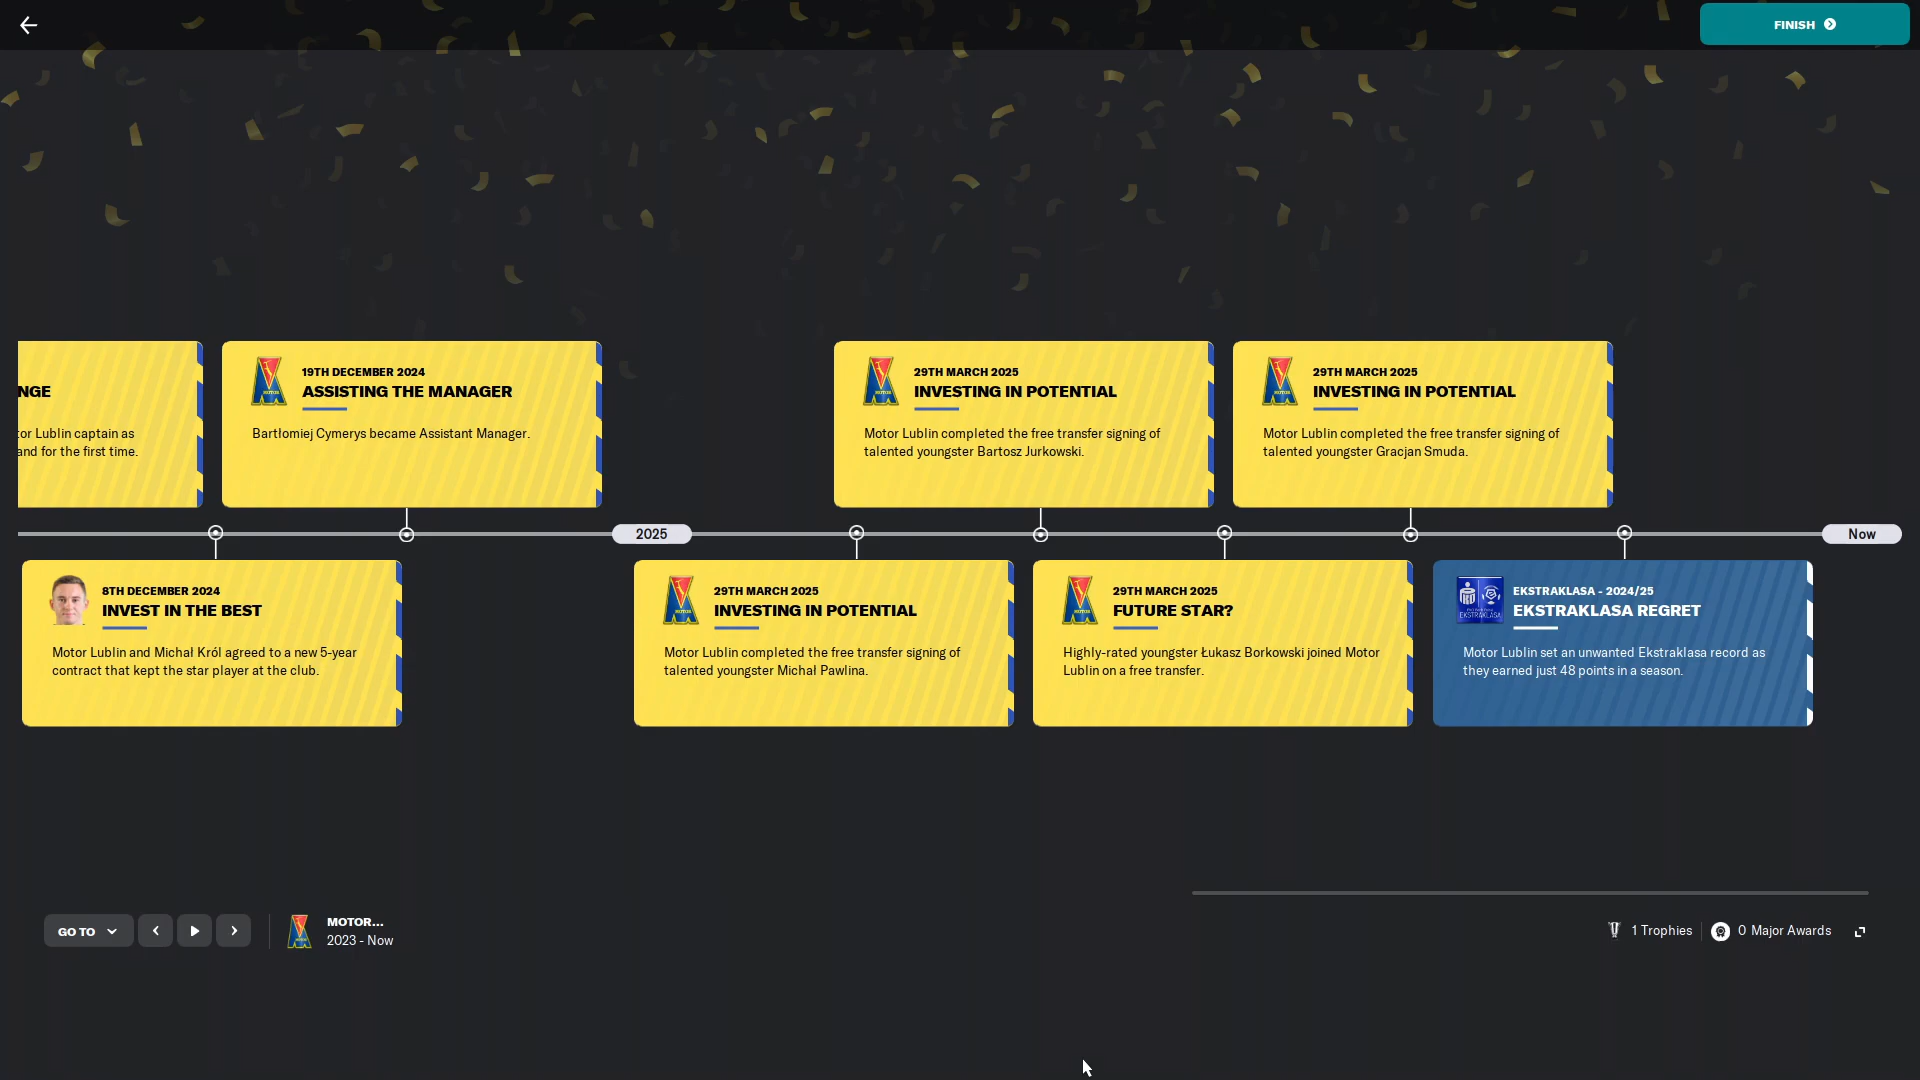 FINISH
NGE
tor Lublin captain as
and for the first time.
19TH DECEMBER 2024
ASSISTING THE MANAGER
Bartłomiej Cymerys became Assistant Manager.
29TH MARCH 2025
INVESTING IN POTENTIAL
Motor Lublin completed the free transfer signing of
talented youngster Bartosz Jurkowski.
29TH MARCH 2025
INVESTING IN POTENTIAL
Motor Lublin completed the free transfer signing of
talented youngster Gracjan Smuda.
2025
Now
8TH DECEMBER 2024
INVEST IN THE BEST
Motor Lublin and Michał Król agreed to a new 5-year
contract that kept the star player at the club.
29TH MARCH 2025
INVESTING IN POTENTIAL
Motor Lublin completed the free transfer signing of
talented youngster Michał Pawlina.
29TH MARCH 2025
FUTURE STAR?
Highly-rated youngster Łukasz Borkowski joined Motor
Lublin on a free transfer.
EKSTRAKLASA - 2024/25
EKSTRAKLASA REGRET
Motor Lublin set an unwanted Ekstraklasa record as
they earned just 48 points in a season.
GO TO
MOTOR...
2023 - Now
1 Trophies
0 Major Awards